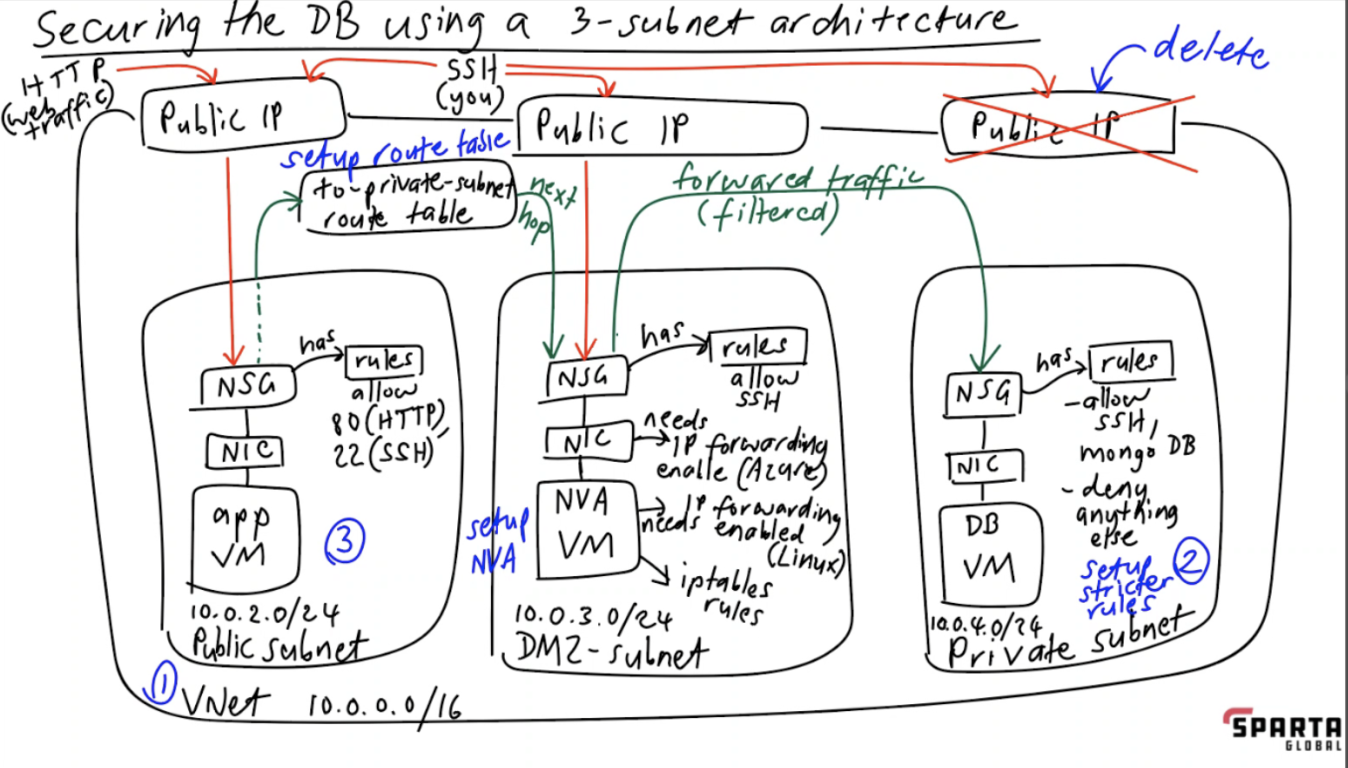 Securing the DB using a 3-subnet architecture
delete
HTTP
(web
traffic)
SSH
(you)
Public IP
Public IP
Public IP
setup route table
to-private-subnet
route table
next
hop
forwared traffic
(filtered)
NSG
has
rules
allow
80 (HTTP),
22 (SSH)
NIC
app
VM
3
10.0.2.0/24
Public subnet
NSG
has
rules
allow
SSH
NIC
needs
IP forwarding
enable (Azure)
setup
NVA
NVA
VM
needs
IP forwarding
enabled
(Linux)
iptables
rules
10.0.3.0/24
DMZ-subnet
NSG
has
rules
- allow
SSH,
mongo DB
- deny
anything
else
NIC
DB
VM
setup
stricter
rules
2
10.0.4.0/24
Private subnet
1
VNet 10.0.0.0/16
SPARTA
GLOBAL